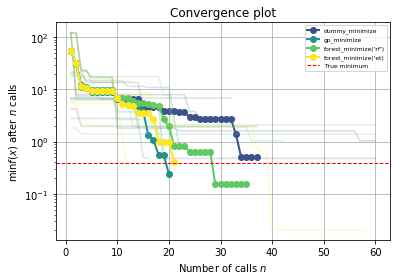 Convergence plot
dummy_minimize
gp_minimize
forest_minimize('rf')
forest_minimize('et)
True minimum
min f(x) after n calls
10²
10¹
10⁰
10⁻¹
0 10 20 30 40 50 60
Number of calls n